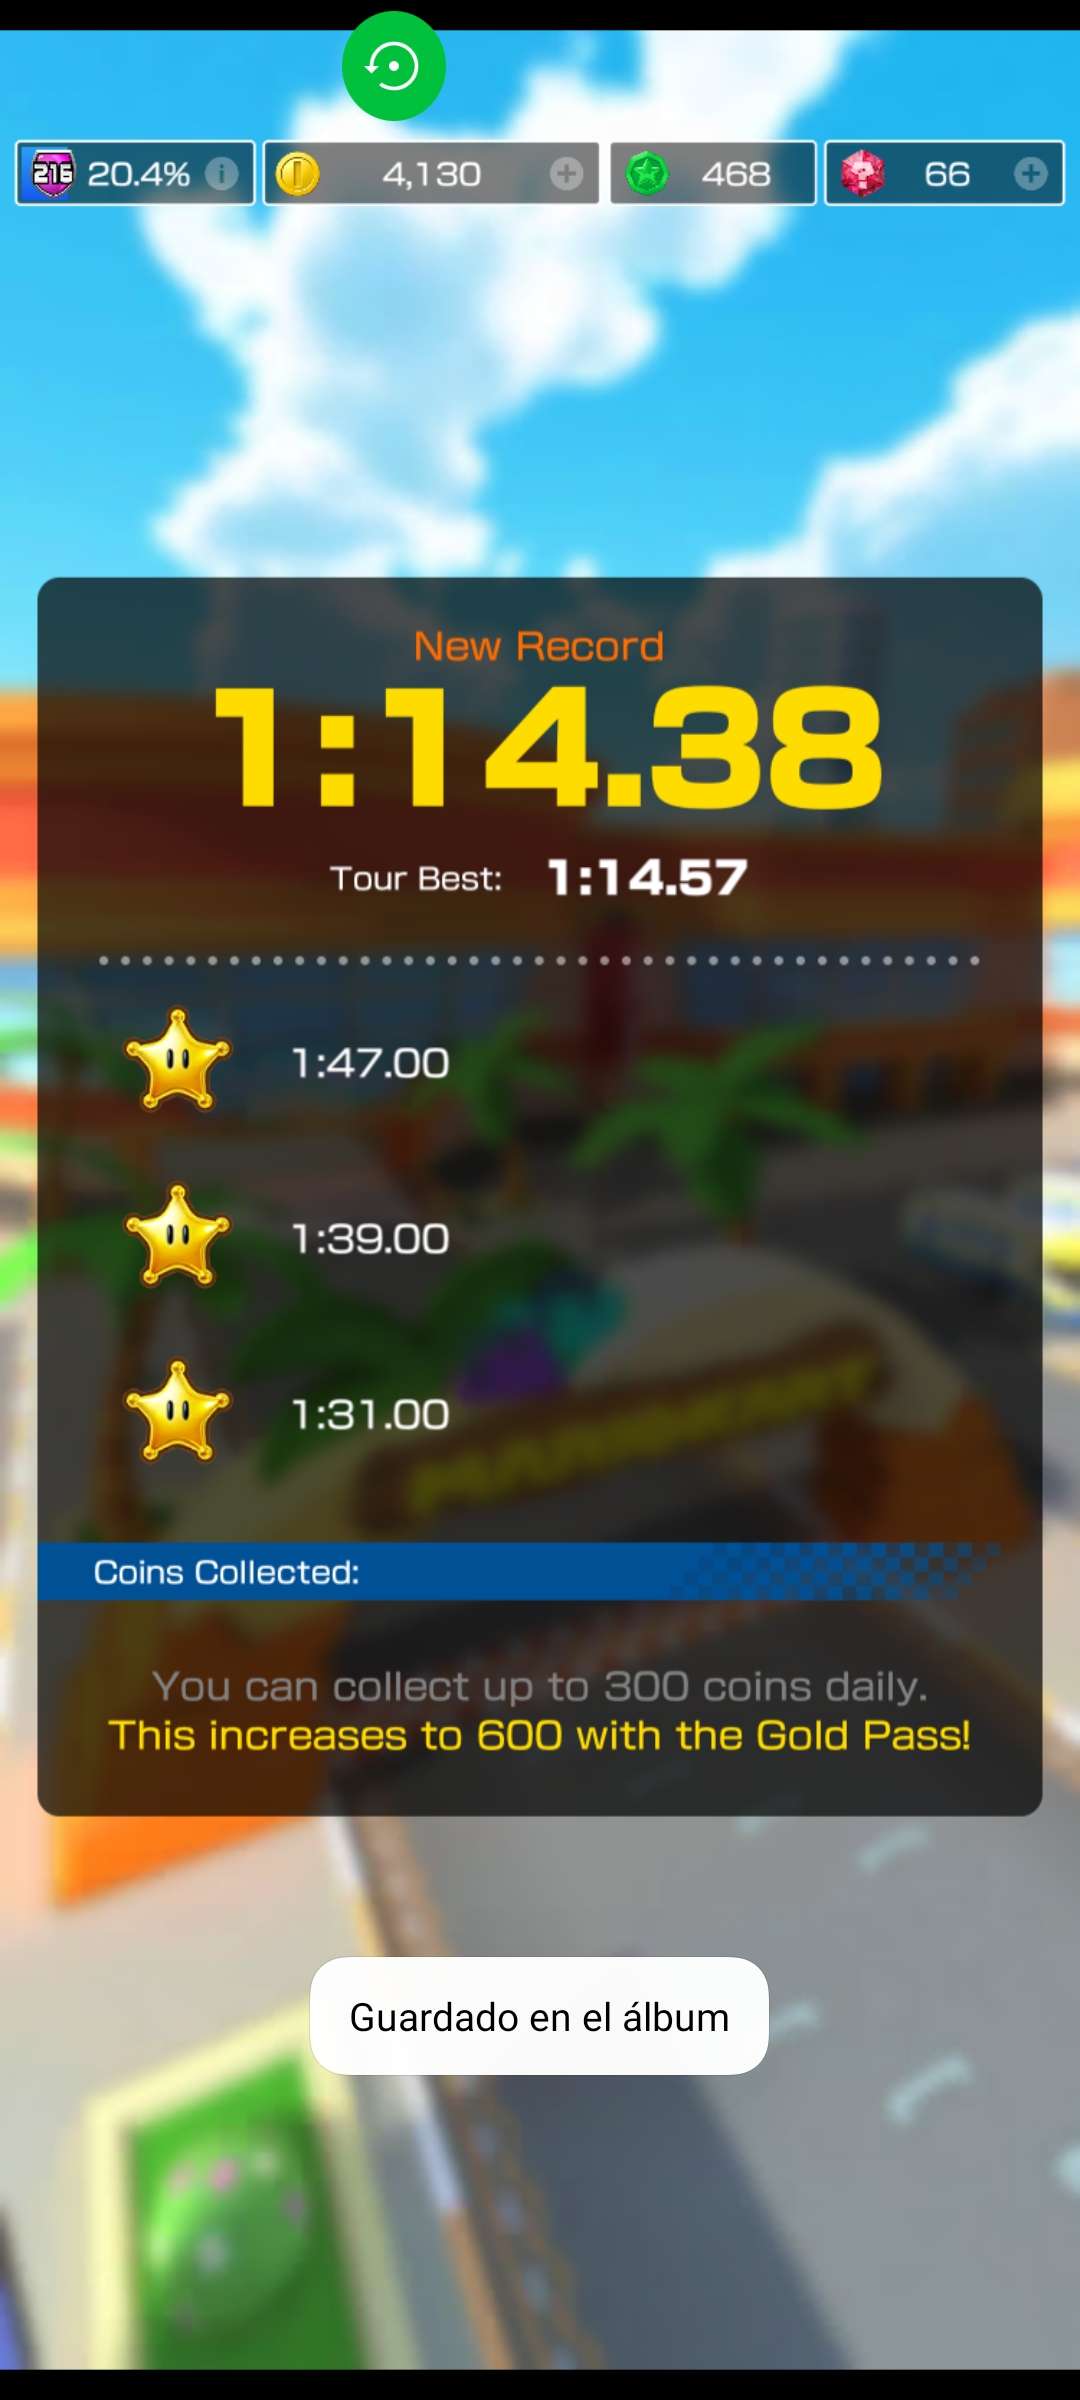 216 20.4% 4,130 468 66
New Record
1:14.38
Tour Best: 1:14.57
1:47.00
1:39.00
1:31.00
Coins Collected:
You can collect up to 300 coins daily.
This increases to 600 with the Gold Pass!
Guardado en el álbum